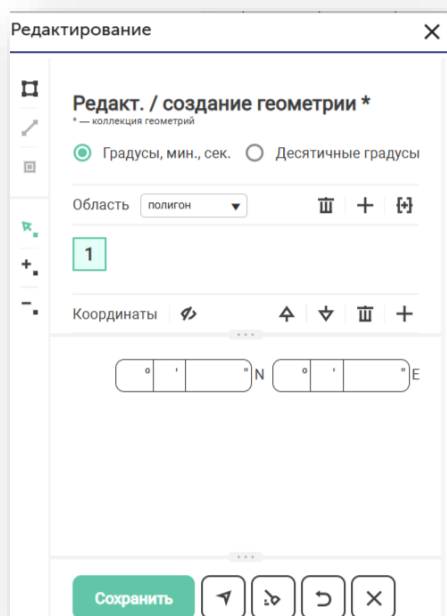 Редактирование
Редакт. / создание геометрии *
* — коллекция геометрий
Градусы, мин., сек. Десятичные градусы
Область полигон
1
Координаты
° ' " N ° ' " E
Сохранить